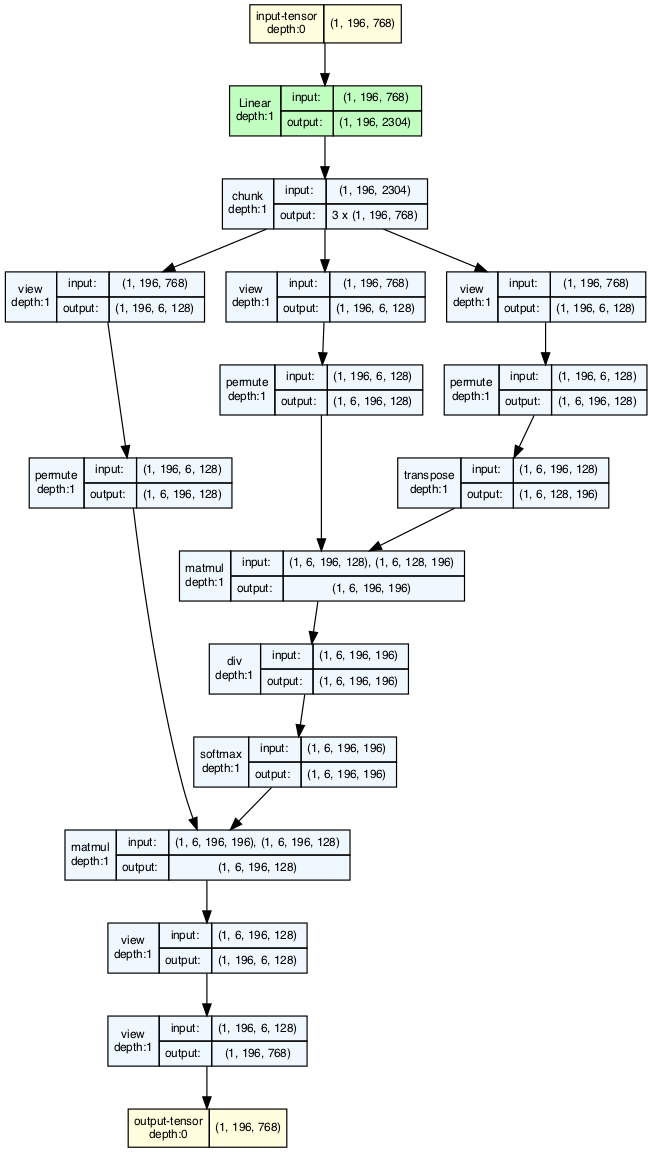 input-tensor
depth:0
(1, 196, 768)
Linear
depth:1
input:
(1, 196, 768)
output:
(1, 196, 2304)
chunk
depth:1
input:
(1, 196, 2304)
output:
3 x (1, 196, 768)
view
depth:1
input:
(1, 196, 768)
output:
(1, 196, 6, 128)
view
depth:1
input:
(1, 196, 768)
output:
(1, 196, 6, 128)
view
depth:1
input:
(1, 196, 768)
output:
(1, 196, 6, 128)
permute
depth:1
input:
(1, 196, 6, 128)
output:
(1, 6, 196, 128)
permute
depth:1
input:
(1, 196, 6, 128)
output:
(1, 6, 196, 128)
permute
depth:1
input:
(1, 196, 6, 128)
output:
(1, 6, 196, 128)
transpose
depth:1
input:
(1, 6, 196, 128)
output:
(1, 6, 128, 196)
matmul
depth:1
input:
(1, 6, 196, 128), (1, 6, 128, 196)
output:
(1, 6, 196, 196)
div
depth:1
input:
(1, 6, 196, 196)
output:
(1, 6, 196, 196)
softmax
depth:1
input:
(1, 6, 196, 196)
output:
(1, 6, 196, 196)
matmul
depth:1
input:
(1, 6, 196, 196), (1, 6, 196, 128)
output:
(1, 6, 196, 128)
view
depth:1
input:
(1, 6, 196, 128)
output:
(1, 196, 6, 128)
view
depth:1
input:
(1, 196, 6, 128)
output:
(1, 196, 768)
output-tensor
depth:0
(1, 196, 768)